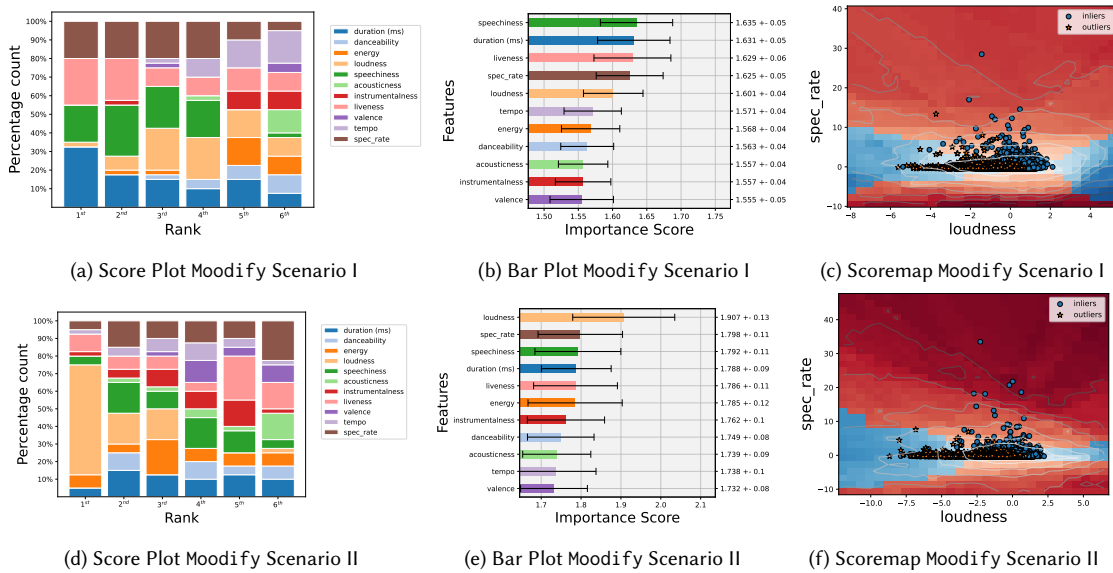 100%
90%
80%
70%
60%
50%
40%
30%
20%
10%
Percentage count
1st 2nd 3rd 4th 5th 6th
Rank
duration (ms)
danceability
energy
loudness
speechiness
acousticness
instrumentalness
liveness
valence
tempo
spec_rate
(a) Score Plot Moodify Scenario I
Features
speechiness 1.635 +- 0.05
duration (ms) 1.631 +- 0.05
liveness 1.629 +- 0.06
spec_rate 1.625 +- 0.05
loudness 1.601 +- 0.04
tempo 1.571 +- 0.04
energy 1.568 +- 0.04
danceability 1.563 +- 0.04
acousticness 1.557 +- 0.04
instrumentalness 1.557 +- 0.04
valence 1.555 +- 0.05
1.50 1.55 1.60 1.65 1.70 1.75
Importance Score
(b) Bar Plot Moodify Scenario I
inliers
outliers
40
30
20
10
0
−10
spec_rate
−8 −6 −4 −2 0 2 4
loudness
(c) Scoremap Moodify Scenario I
100%
90%
80%
70%
60%
50%
40%
30%
20%
10%
Percentage count
1st 2nd 3rd 4th 5th 6th
Rank
duration (ms)
danceability
energy
loudness
speechiness
acousticness
instrumentalness
liveness
valence
tempo
spec_rate
(d) Score Plot Moodify Scenario II
Features
loudness 1.907 +- 0.13
spec_rate 1.798 +- 0.11
speechiness 1.792 +- 0.11
duration (ms) 1.788 +- 0.09
liveness 1.786 +- 0.11
energy 1.785 +- 0.12
instrumentalness 1.762 +- 0.1
danceability 1.749 +- 0.08
acousticness 1.739 +- 0.09
tempo 1.738 +- 0.1
valence 1.732 +- 0.08
1.7 1.8 1.9 2.0 2.1
Importance Score
(e) Bar Plot Moodify Scenario II
inliers
outliers
40
30
20
10
0
−10
spec_rate
−10.0 −7.5 −5.0 −2.5 0.0 2.5 5.0
loudness
(f) Scoremap Moodify Scenario II